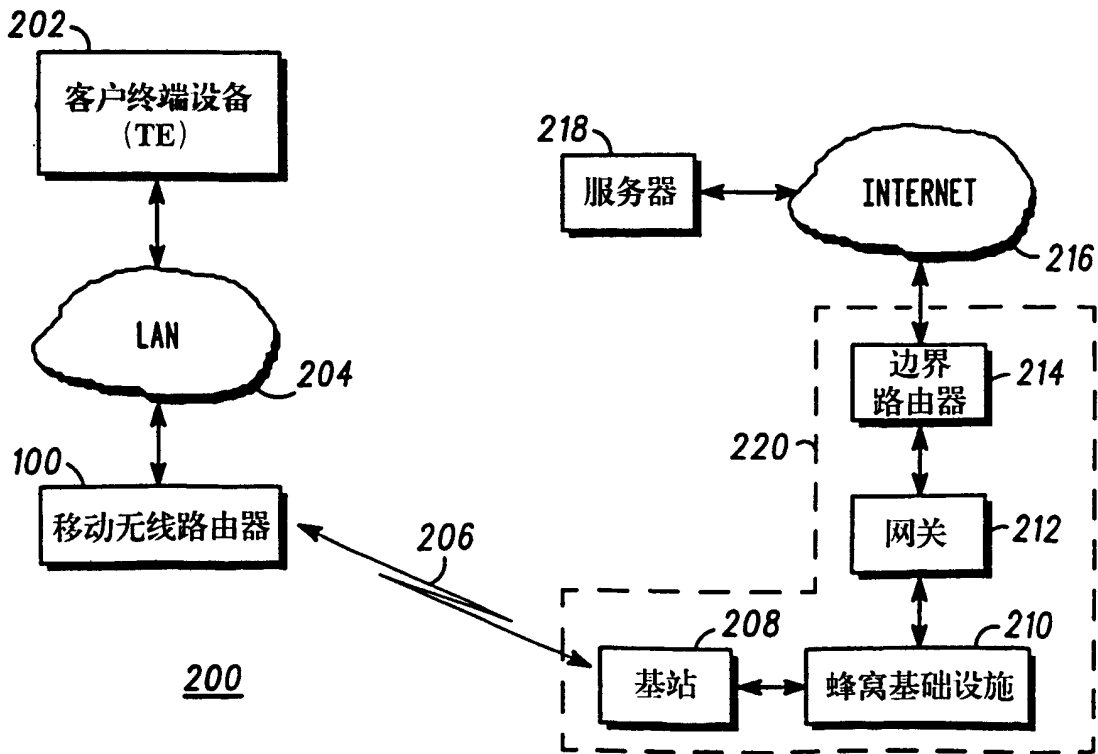 202
客户终端设备
(TE)
LAN
204
100
移动无线路由器
206
200
218
服务器
INTERNET
216
边界
路由器
214
220
网关
212
208
基站
210
蜂窝基础设施